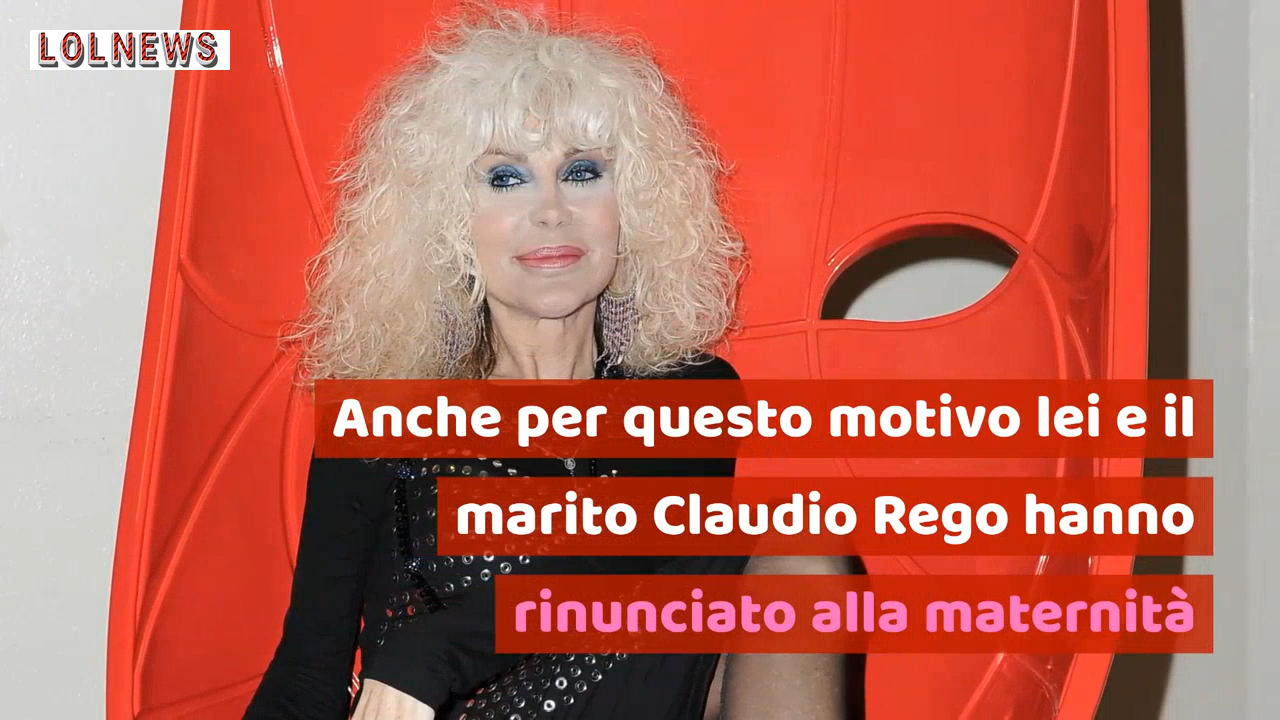 LOLNEWS
Anche per questo motivo lei e il
marito Claudio Rego hanno
rinunciato alla maternità